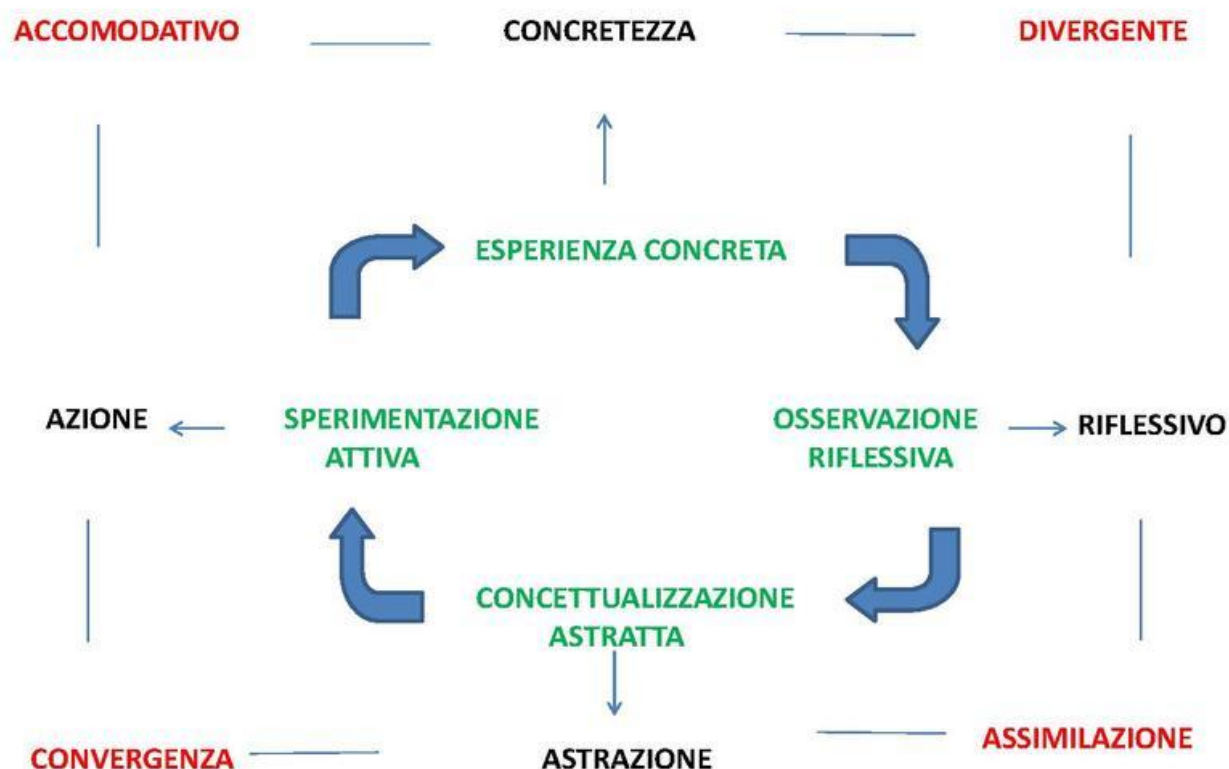 ACCOMODATIVO
CONCRETEZZA
DIVERGENTE
ESPERIENZA CONCRETA
AZIONE
SPERIMENTAZIONE
ATTIVA
OSSERVAZIONE
RIFLESSIVA
RIFLESSIVO
CONCETTUALIZZAZIONE
ASTRATTA
CONVERGENZA
ASTRAZIONE
ASSIMILAZIONE